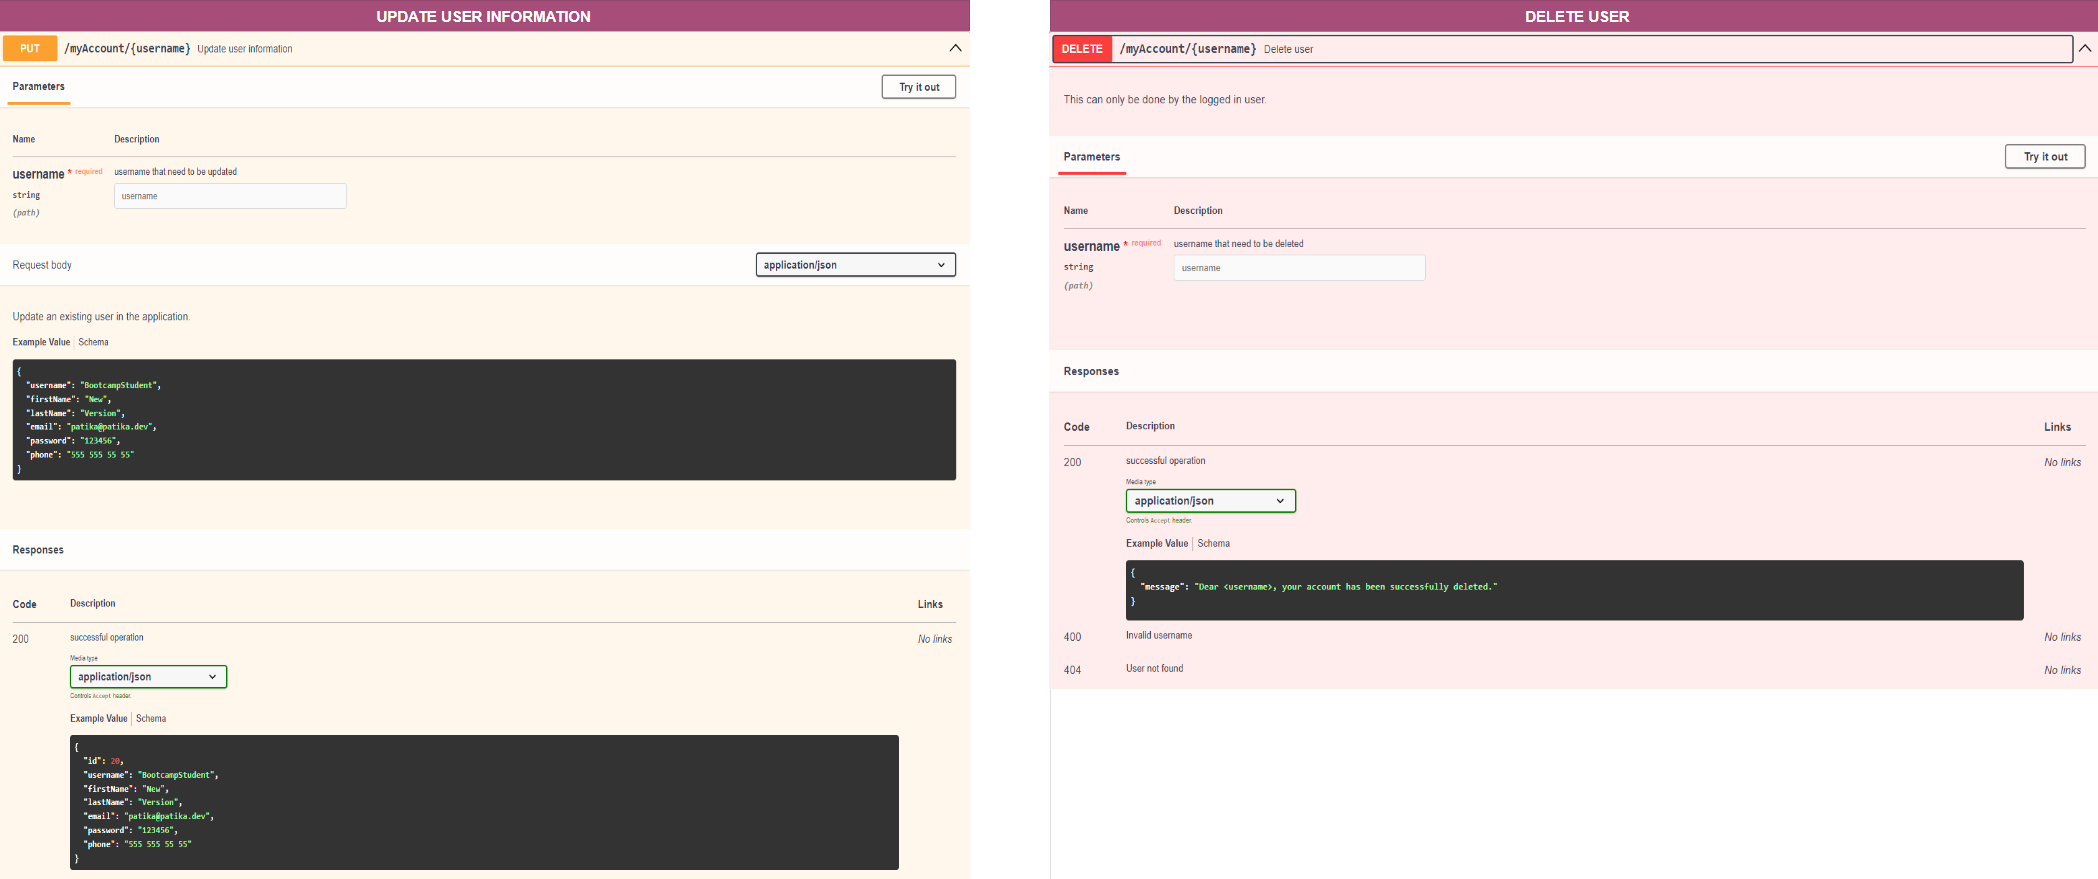 UPDATE USER INFORMATION
PUT /myAccount/{username} Update user information
Parameters
Try it out
Name Description
username * required username that need to be updated
string
username
(path)
Request body
application/json
Update an existing user in the application.
Example Value Schema
{
"username": "BootcampStudent",
"firstName": "New",
"lastName": "Version",
"email": "patika@patika.dev",
"password": "123456",
"phone": "555 555 55 55"
}
Responses
Code Description Links
200 successful operation No links
Media type
application/json
Controls Accept header.
Example Value Schema
{
"id": 20,
"username": "BootcampStudent",
"firstName": "New",
"lastName": "Version",
"email": "patika@patika.dev",
"password": "123456",
"phone": "555 555 55 55"
}
DELETE USER
DELETE /myAccount/{username} Delete user
This can only be done by the logged in user.
Parameters
Try it out
Name Description
username * required username that need to be deleted
string
username
(path)
Responses
Code Description Links
200 successful operation No links
Media type
application/json
Controls Accept header.
Example Value Schema
{
"message": "Dear <username>, your account has been successfully deleted."
}
400 Invalid username No links
404 User not found No links